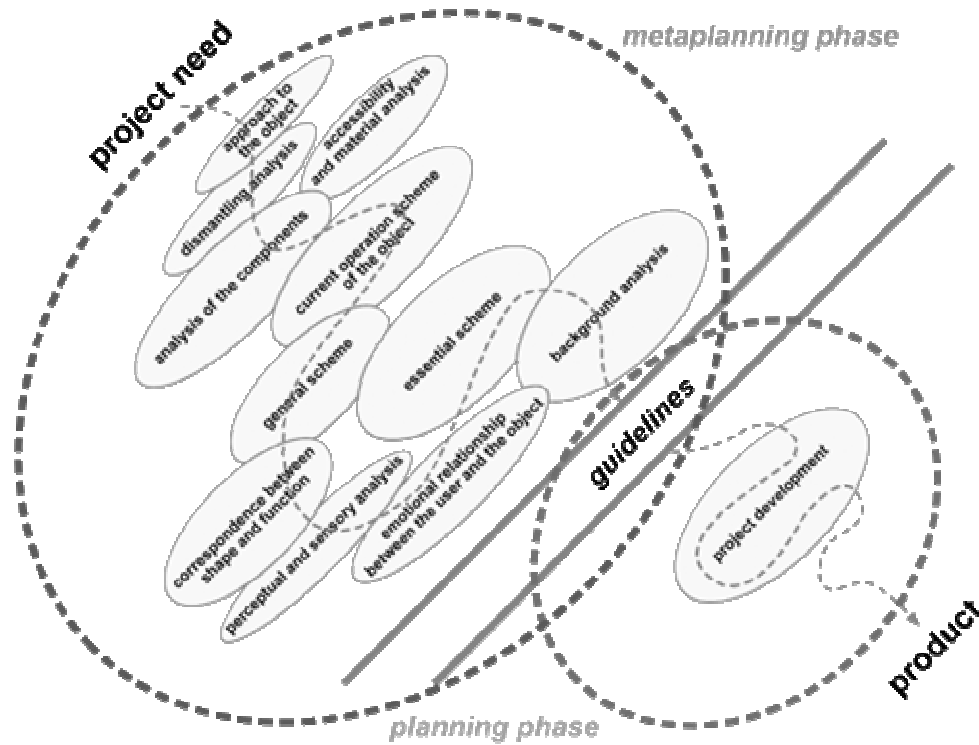 metaplanning phase
project need
approach to
the object
accessibility
and material analysis
dismantling analysis
analysis of the components
current operation scheme
of the object
general scheme
essential scheme
background analysis
correspondence between
shape and function
perceptual and sensory analysis
emotional relationship
between the user and the object
guidelines
project development
product
planning phase